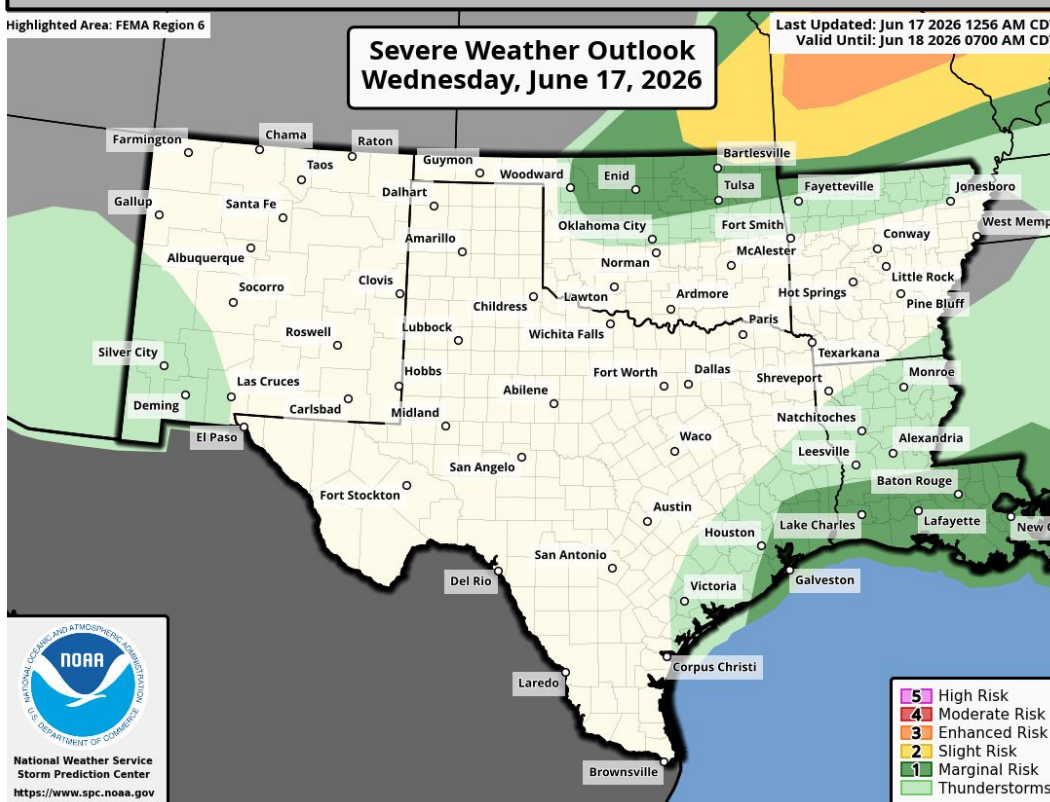 Highlighted Area: FEMA Region 6
Last Updated: Jun 17 2026 1256 AM CDT
Valid Until: Jun 18 2026 0700 AM CDT
Severe Weather Outlook
Wednesday, June 17, 2026
Farmington
Chama
Raton
Taos
Guymon
Woodward
Enid
Bartlesville
Tulsa
Fayetteville
Jonesboro
Gallup
Santa Fe
Dalhart
Oklahoma City
Fort Smith
West Memp
Albuquerque
Amarillo
Norman
McAlester
Conway
Socorro
Clovis
Childress
Lawton
Ardmore
Hot Springs
Little Rock
Pine Bluff
Roswell
Lubbock
Wichita Falls
Paris
Texarkana
Silver City
Las Cruces
Hobbs
Abilene
Fort Worth
Dallas
Shreveport
Monroe
Deming
Carlsbad
Midland
Natchitoches
El Paso
San Angelo
Waco
Leesville
Alexandria
Fort Stockton
Baton Rouge
Austin
Houston
Lake Charles
Lafayette
New O
San Antonio
Del Rio
Victoria
Galveston
Corpus Christi
Laredo
Brownsville
NATIONAL OCEANIC AND ATMOSPHERIC ADMINISTRATION
NOAA
U.S. DEPARTMENT OF COMMERCE
National Weather Service
Storm Prediction Center
https://www.spc.noaa.gov
5 High Risk
4 Moderate Risk
3 Enhanced Risk
2 Slight Risk
1 Marginal Risk
Thunderstorms